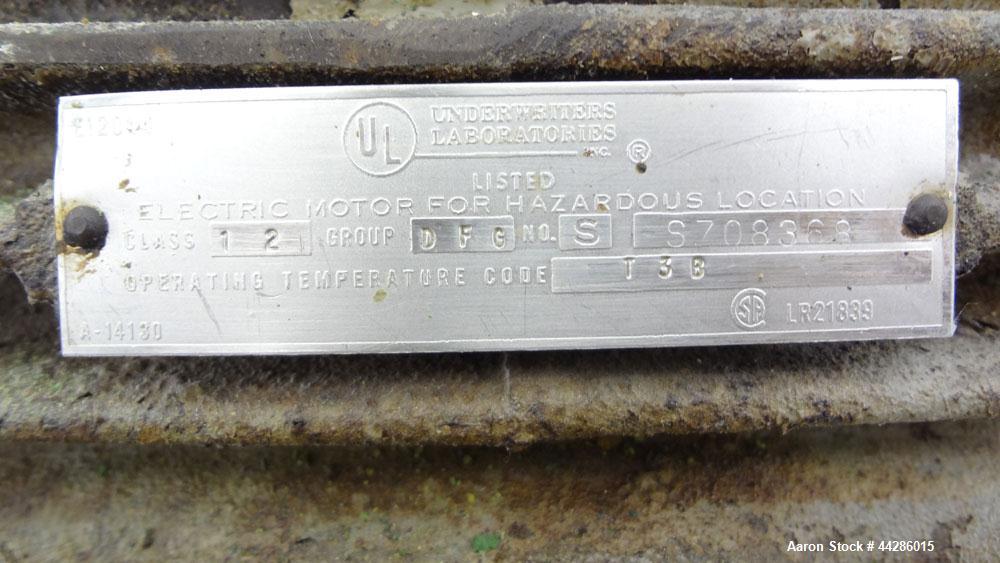 UL UNDERWRITERS
LABORATORIES
INC. ®
LISTED
ELECTRIC MOTOR FOR HAZARDOUS LOCATION
CLASS 1 2 GROUP D F G NO. S S708368
OPERATING TEMPERATURE CODE T 3 B
A-14130 SA LR21839
Aaron Stock # 44286015